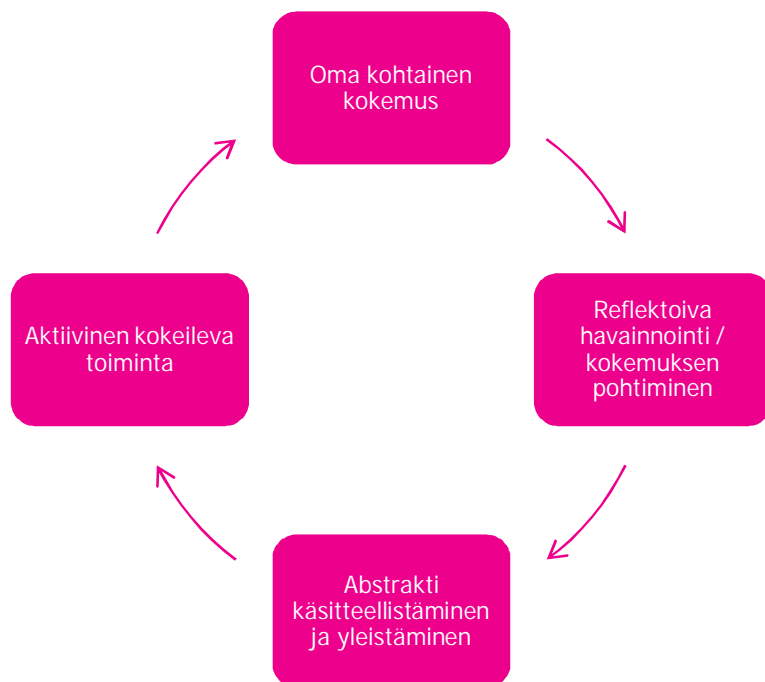 Oma kohtainen
kokemus
Reflektoiva
havainnointi /
kokemuksen
pohtiminen
Abstrakti
käsitteellistäminen
ja yleistäminen
Aktiivinen kokeileva
toiminta